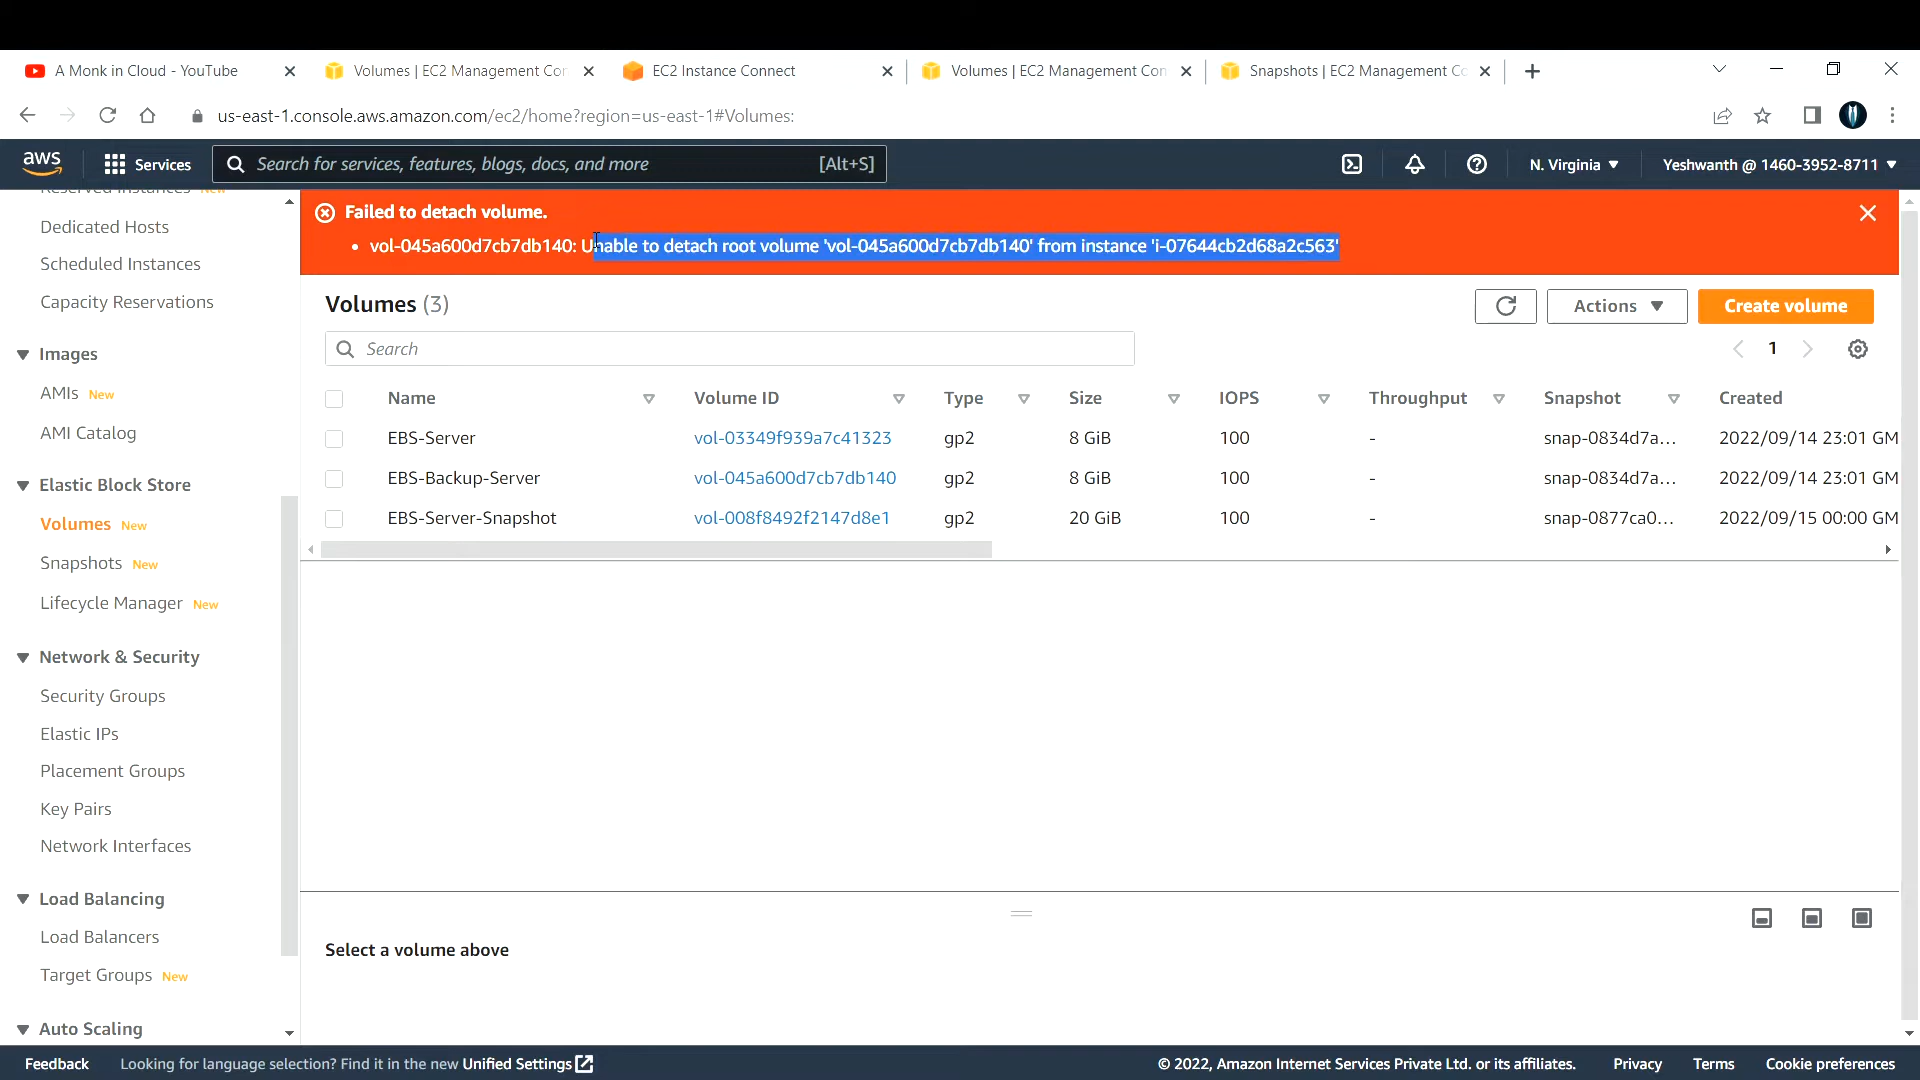 A Monk in Cloud - YouTube
Volumes | EC2 Management Con
EC2 Instance Connect
Volumes | EC2 Management Con
Snapshots | EC2 Management Co
us-east-1.console.aws.amazon.com/ec2/home?region=us-east-1#Volumes:
aws
Services
Search for services, features, blogs, docs, and more
[Alt+S]
N. Virginia
Yeshwanth @ 1460-3952-8711
Reserved Instances New
Dedicated Hosts
Scheduled Instances
Capacity Reservations
Images
AMIs New
AMI Catalog
Elastic Block Store
Volumes New
Snapshots New
Lifecycle Manager New
Network & Security
Security Groups
Elastic IPs
Placement Groups
Key Pairs
Network Interfaces
Load Balancing
Load Balancers
Target Groups New
Auto Scaling
Failed to detach volume.
• vol-045a600d7cb7db140: Unable to detach root volume 'vol-045a600d7cb7db140' from instance 'i-07644cb2d68a2c563'
Volumes (3)
Actions
Create volume
Search
1
Name Volume ID Type Size IOPS Throughput Snapshot Created
EBS-Server vol-03349f939a7c41323 gp2 8 GiB 100 - snap-0834d7a... 2022/09/14 23:01 GM
EBS-Backup-Server vol-045a600d7cb7db140 gp2 8 GiB 100 - snap-0834d7a... 2022/09/14 23:01 GM
EBS-Server-Snapshot vol-008f8492f2147d8e1 gp2 20 GiB 100 - snap-0877ca0... 2022/09/15 00:00 GM
Select a volume above
Feedback
Looking for language selection? Find it in the new Unified Settings
© 2022, Amazon Internet Services Private Ltd. or its affiliates.
Privacy
Terms
Cookie preferences